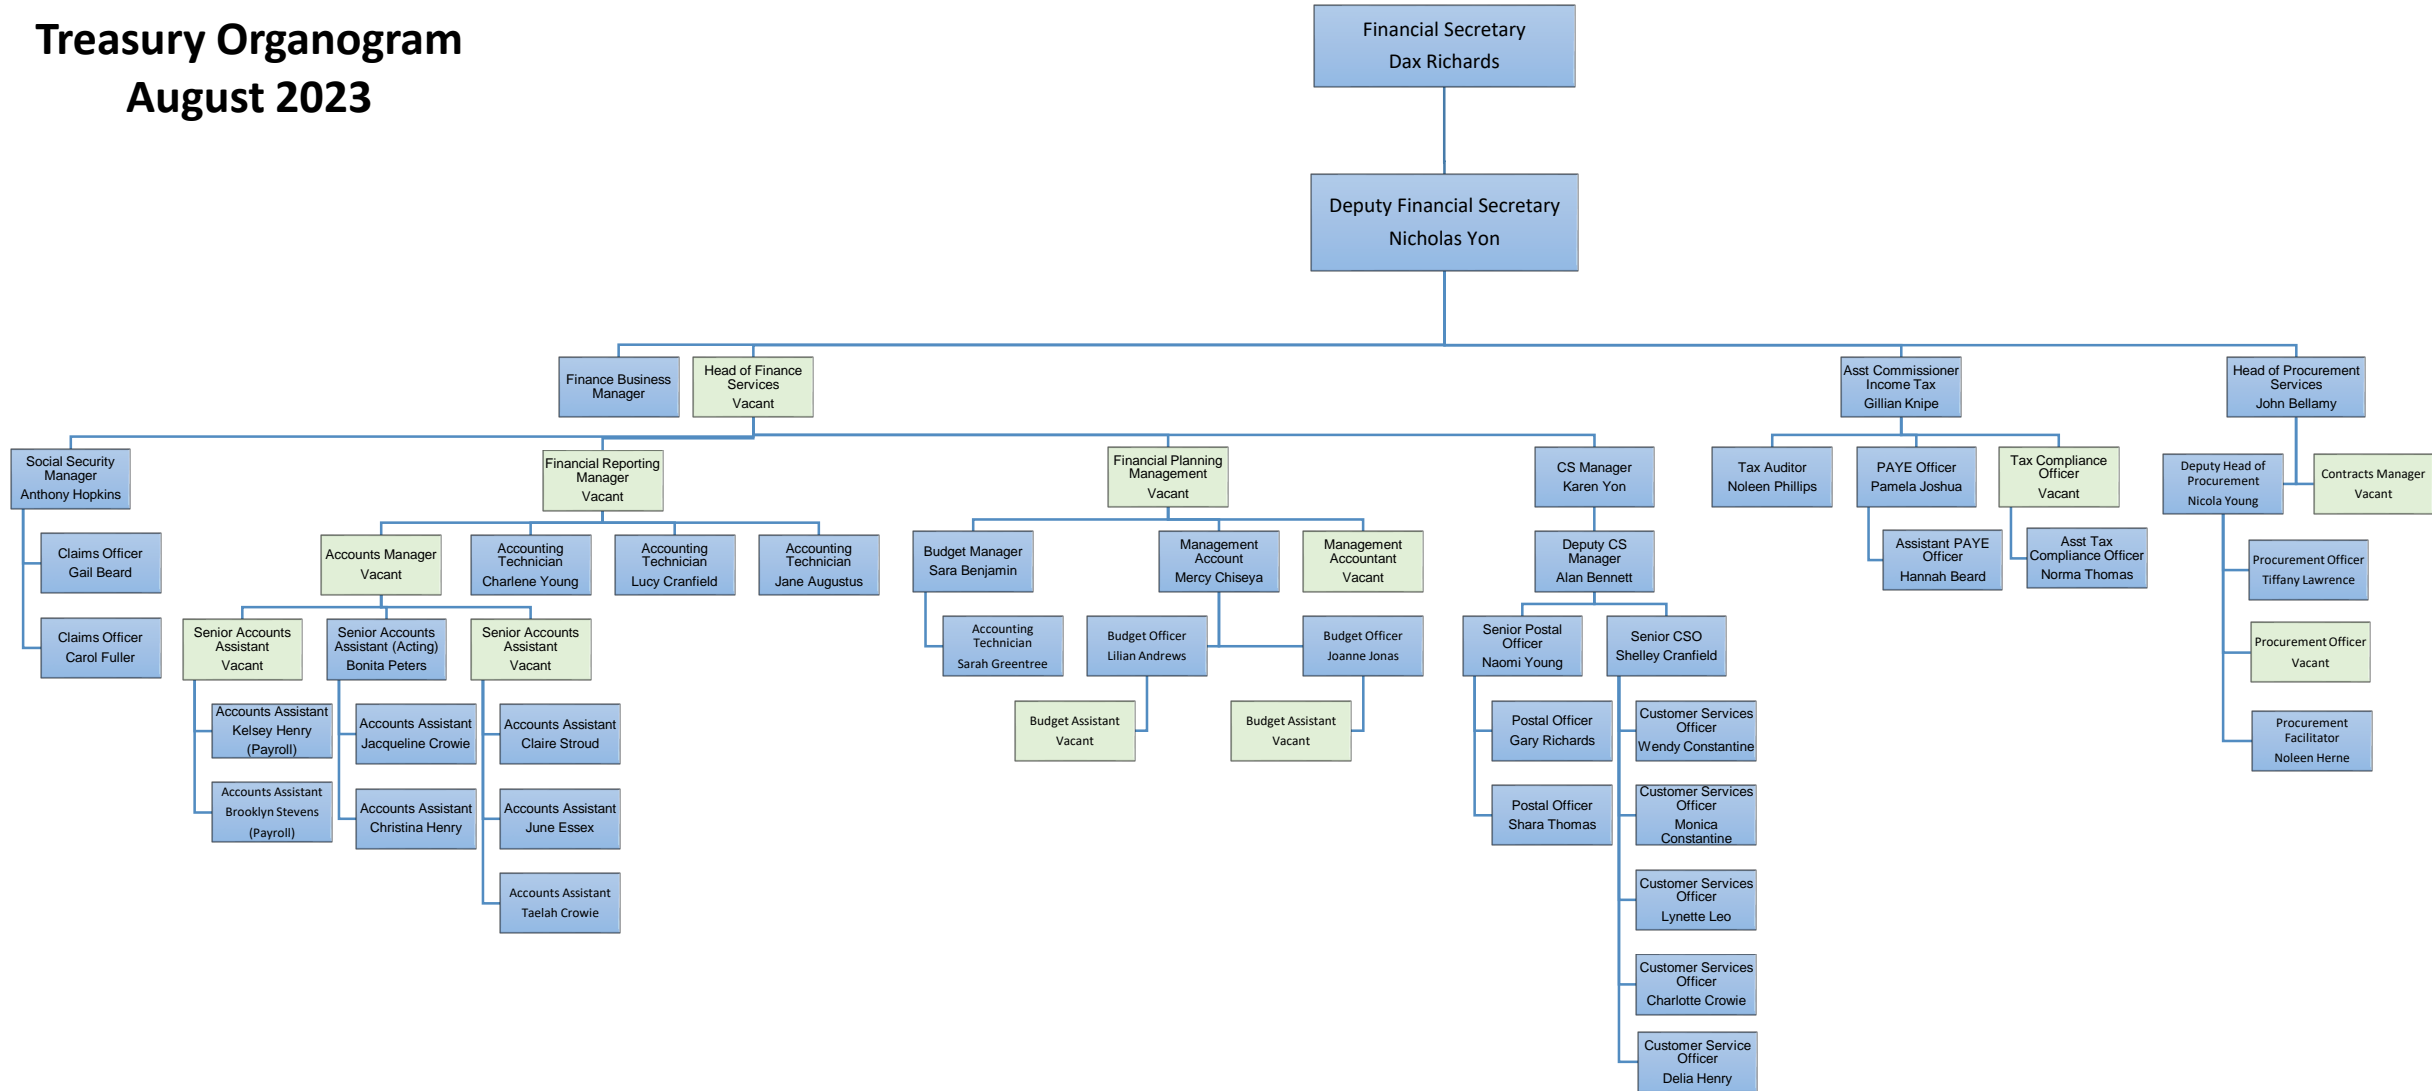 Treasury Organogram
August 2023
Financial Secretary
Dax Richards
Deputy Financial Secretary
Nicholas Yon
Finance Business
Manager
Head of Finance
Services
Vacant
Asst Commissioner
Income Tax
Gillian Knipe
Head of Procurement
Services
John Bellamy
Social Security
Manager
Anthony Hopkins
Financial Reporting
Manager
Vacant
Financial Planning
Management
Vacant
CS Manager
Karen Yon
Tax Auditor
Noleen Phillips
PAYE Officer
Pamela Joshua
Tax Compliance
Officer
Vacant
Deputy Head of
Procurement
Nicola Young
Contracts Manager
Vacant
Claims Officer
Gail Beard
Accounts Manager
Vacant
Accounting
Technician
Charlene Young
Accounting
Technician
Lucy Cranfield
Accounting
Technician
Jane Augustus
Budget Manager
Sara Benjamin
Management
Account
Mercy Chiseya
Management
Accountant
Vacant
Deputy CS
Manager
Alan Bennett
Assistant PAYE
Officer
Hannah Beard
Asst Tax
Compliance Officer
Norma Thomas
Procurement Officer
Tiffany Lawrence
Claims Officer
Carol Fuller
Senior Accounts
Assistant
Vacant
Senior Accounts
Assistant (Acting)
Bonita Peters
Senior Accounts
Assistant
Vacant
Accounting
Technician
Sarah Greentree
Budget Officer
Lilian Andrews
Budget Officer
Joanne Jonas
Senior Postal
Officer
Naomi Young
Senior CSO
Shelley Cranfield
Procurement Officer
Vacant
Accounts Assistant
Kelsey Henry
(Payroll)
Accounts Assistant
Jacqueline Crowie
Accounts Assistant
Claire Stroud
Budget Assistant
Vacant
Budget Assistant
Vacant
Postal Officer
Gary Richards
Customer Services
Officer
Wendy Constantine
Procurement
Facilitator
Noleen Herne
Accounts Assistant
Brooklyn Stevens
(Payroll)
Accounts Assistant
Christina Henry
Accounts Assistant
June Essex
Postal Officer
Shara Thomas
Customer Services
Officer
Monica
Constantine
Accounts Assistant
Taelah Crowie
Customer Services
Officer
Lynette Leo
Customer Services
Officer
Charlotte Crowie
Customer Service
Officer
Delia Henry